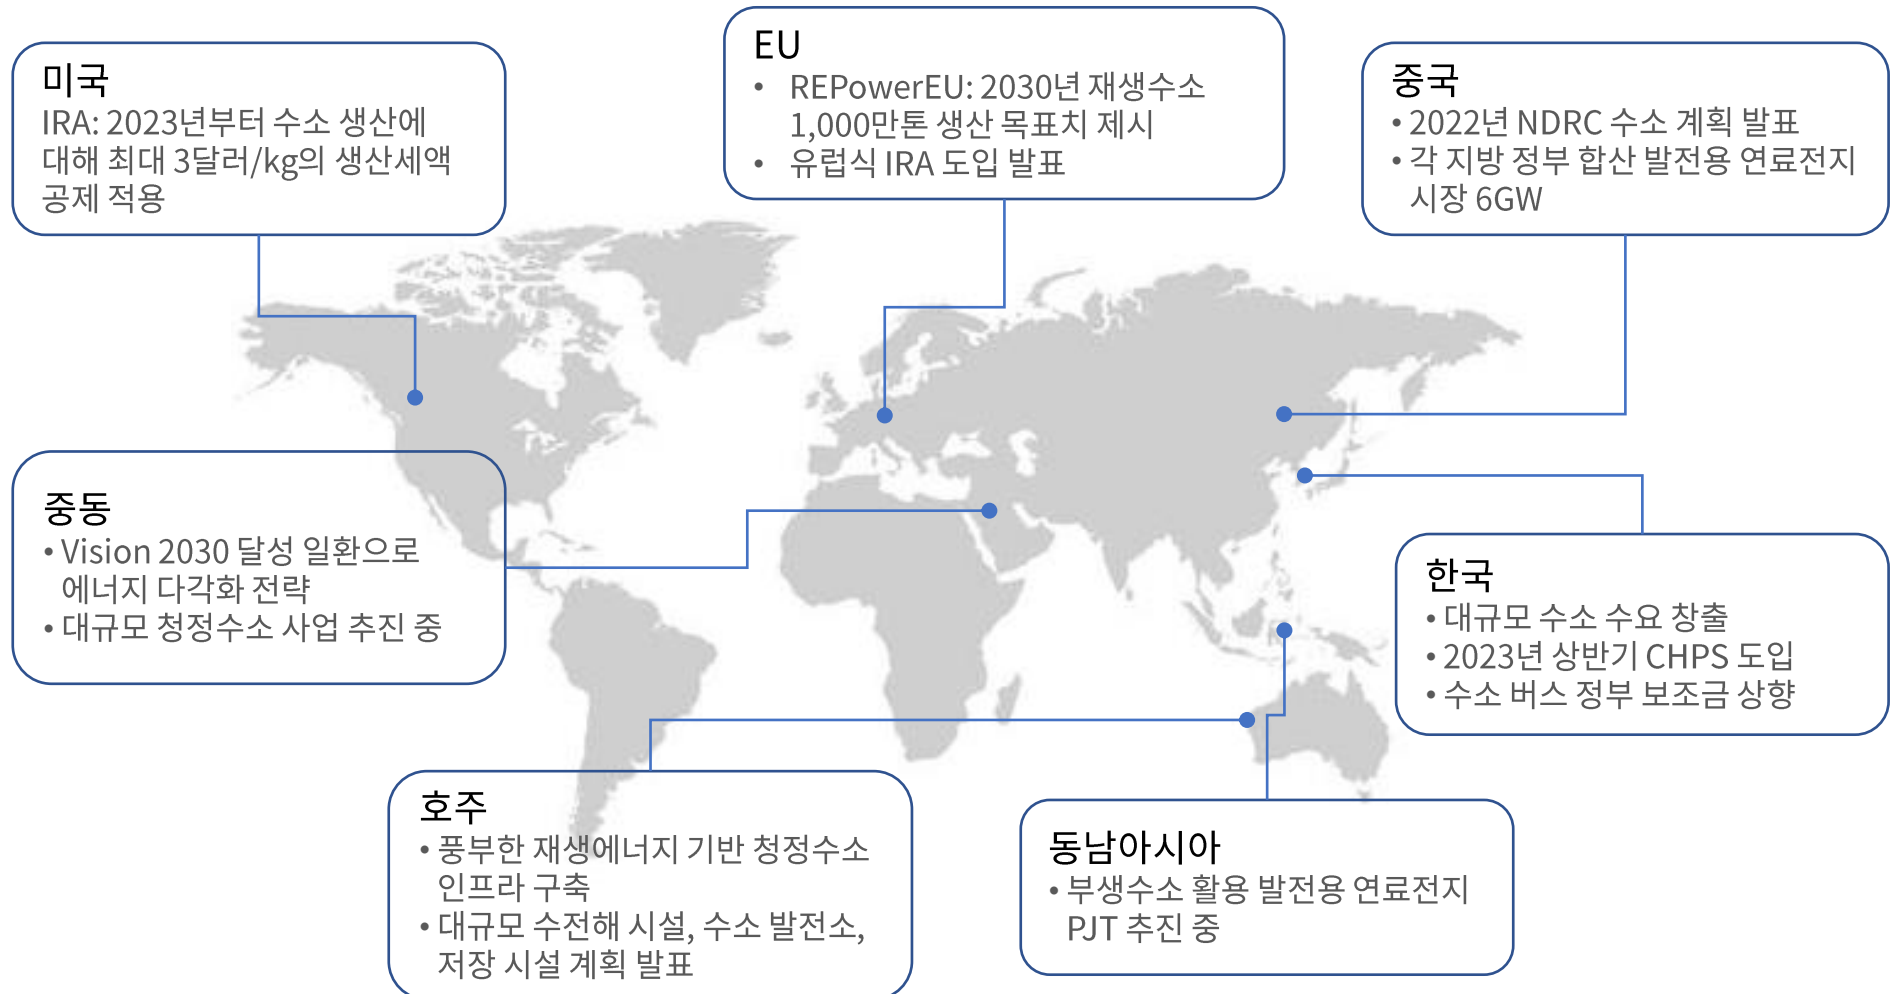 미국
IRA: 2023년부터 수소 생산에
대해 최대 3달러/kg의 생산세액
공제 적용
EU
• REPowerEU: 2030년 재생수소
1,000만톤 생산 목표치 제시
• 유럽식 IRA 도입 발표
중국
• 2022년 NDRC 수소 계획 발표
• 각 지방 정부 합산 발전용 연료전지
시장 6GW
중동
• Vision 2030 달성 일환으로
에너지 다각화 전략
• 대규모 청정수소 사업 추진 중
한국
• 대규모 수소 수요 창출
• 2023년 상반기 CHPS 도입
• 수소 버스 정부 보조금 상향
호주
• 풍부한 재생에너지 기반 청정수소
인프라 구축
• 대규모 수전해 시설, 수소 발전소,
저장 시설 계획 발표
동남아시아
• 부생수소 활용 발전용 연료전지
PJT 추진 중